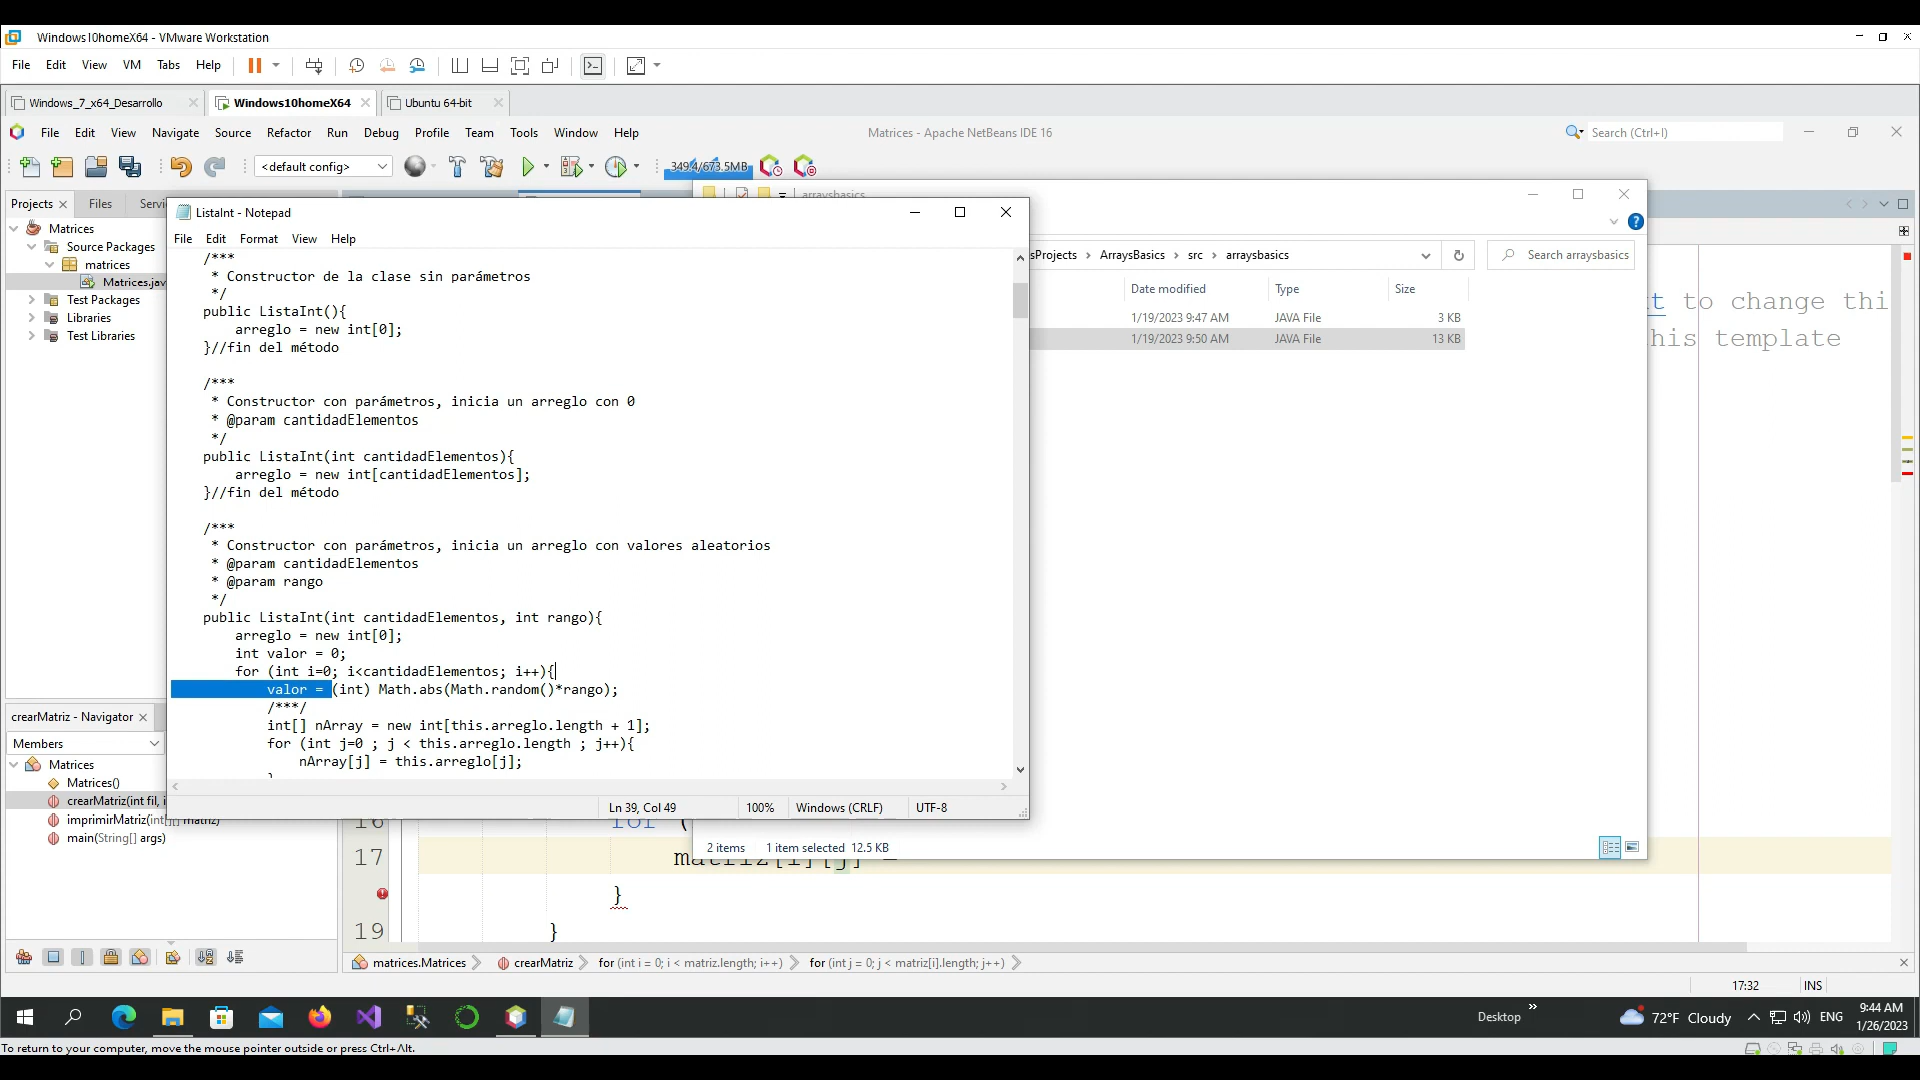 Windows10homeX64 - VMware Workstation
File Edit View VM Tabs Help
Windows_7_x64_Desarrollo Windows10homeX64 Ubuntu 64-bit
File Edit View Navigate Source Refactor Run Debug Profile Team Tools Window Help Matrices - Apache NetBeans IDE 16 Search (Ctrl+I)
<default config> 349.4/673.5MB
Projects Files Servi arraysbasics
Matrices
Source Packages
matrices
Matrices.jav
Test Packages
Libraries
Test Libraries
ListaInt - Notepad
File Edit Format View Help
/***
* Constructor de la clase sin parámetros
*/
public ListaInt(){
arreglo = new int[0];
}//fin del método
/***
* Constructor con parámetros, inicia un arreglo con 0
* @param cantidadElementos
*/
public ListaInt(int cantidadElementos){
arreglo = new int[cantidadElementos];
}//fin del método
/***
* Constructor con parámetros, inicia un arreglo con valores aleatorios
* @param cantidadElementos
* @param rango
*/
public ListaInt(int cantidadElementos, int rango){
arreglo = new int[0];
int valor = 0;
for (int i=0; i<cantidadElementos; i++){
valor = (int) Math.abs(Math.random()*rango);
/***/
int[] nArray = new int[this.arreglo.length + 1];
for (int j=0 ; j < this.arreglo.length ; j++){
nArray[j] = this.arreglo[j];
}
Ln 39, Col 49 100% Windows (CRLF) UTF-8
sProjects > ArraysBasics > src > arraysbasics Search arraysbasics
Date modified Type Size
1/19/2023 9:47 AM JAVA File 3 KB
1/19/2023 9:50 AM JAVA File 13 KB
2 items 1 item selected 12.5 KB
to change thi
his template
crearMatriz - Navigator
Members
Matrices
Matrices()
crearMatriz(int fil, i
imprimirMatriz(int[][] matriz)
main(String[] args)
16 for (
17 matriz[i][j] =
}
19 }
matrices.Matrices crearMatriz for (int i = 0; i < matriz.length; i++) for (int j = 0; j < matriz[i].length; j++)
17:32 INS
Desktop 72°F Cloudy ENG 9:44 AM
1/26/2023
To return to your computer, move the mouse pointer outside or press Ctrl+Alt.